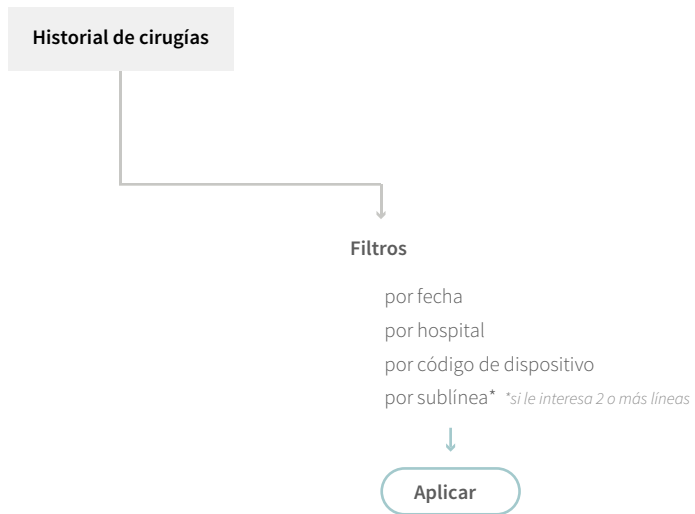 Historial de cirugías
Filtros
por fecha
por hospital
por código de dispositivo
por sublínea* *si le interesa 2 o más líneas
Aplicar